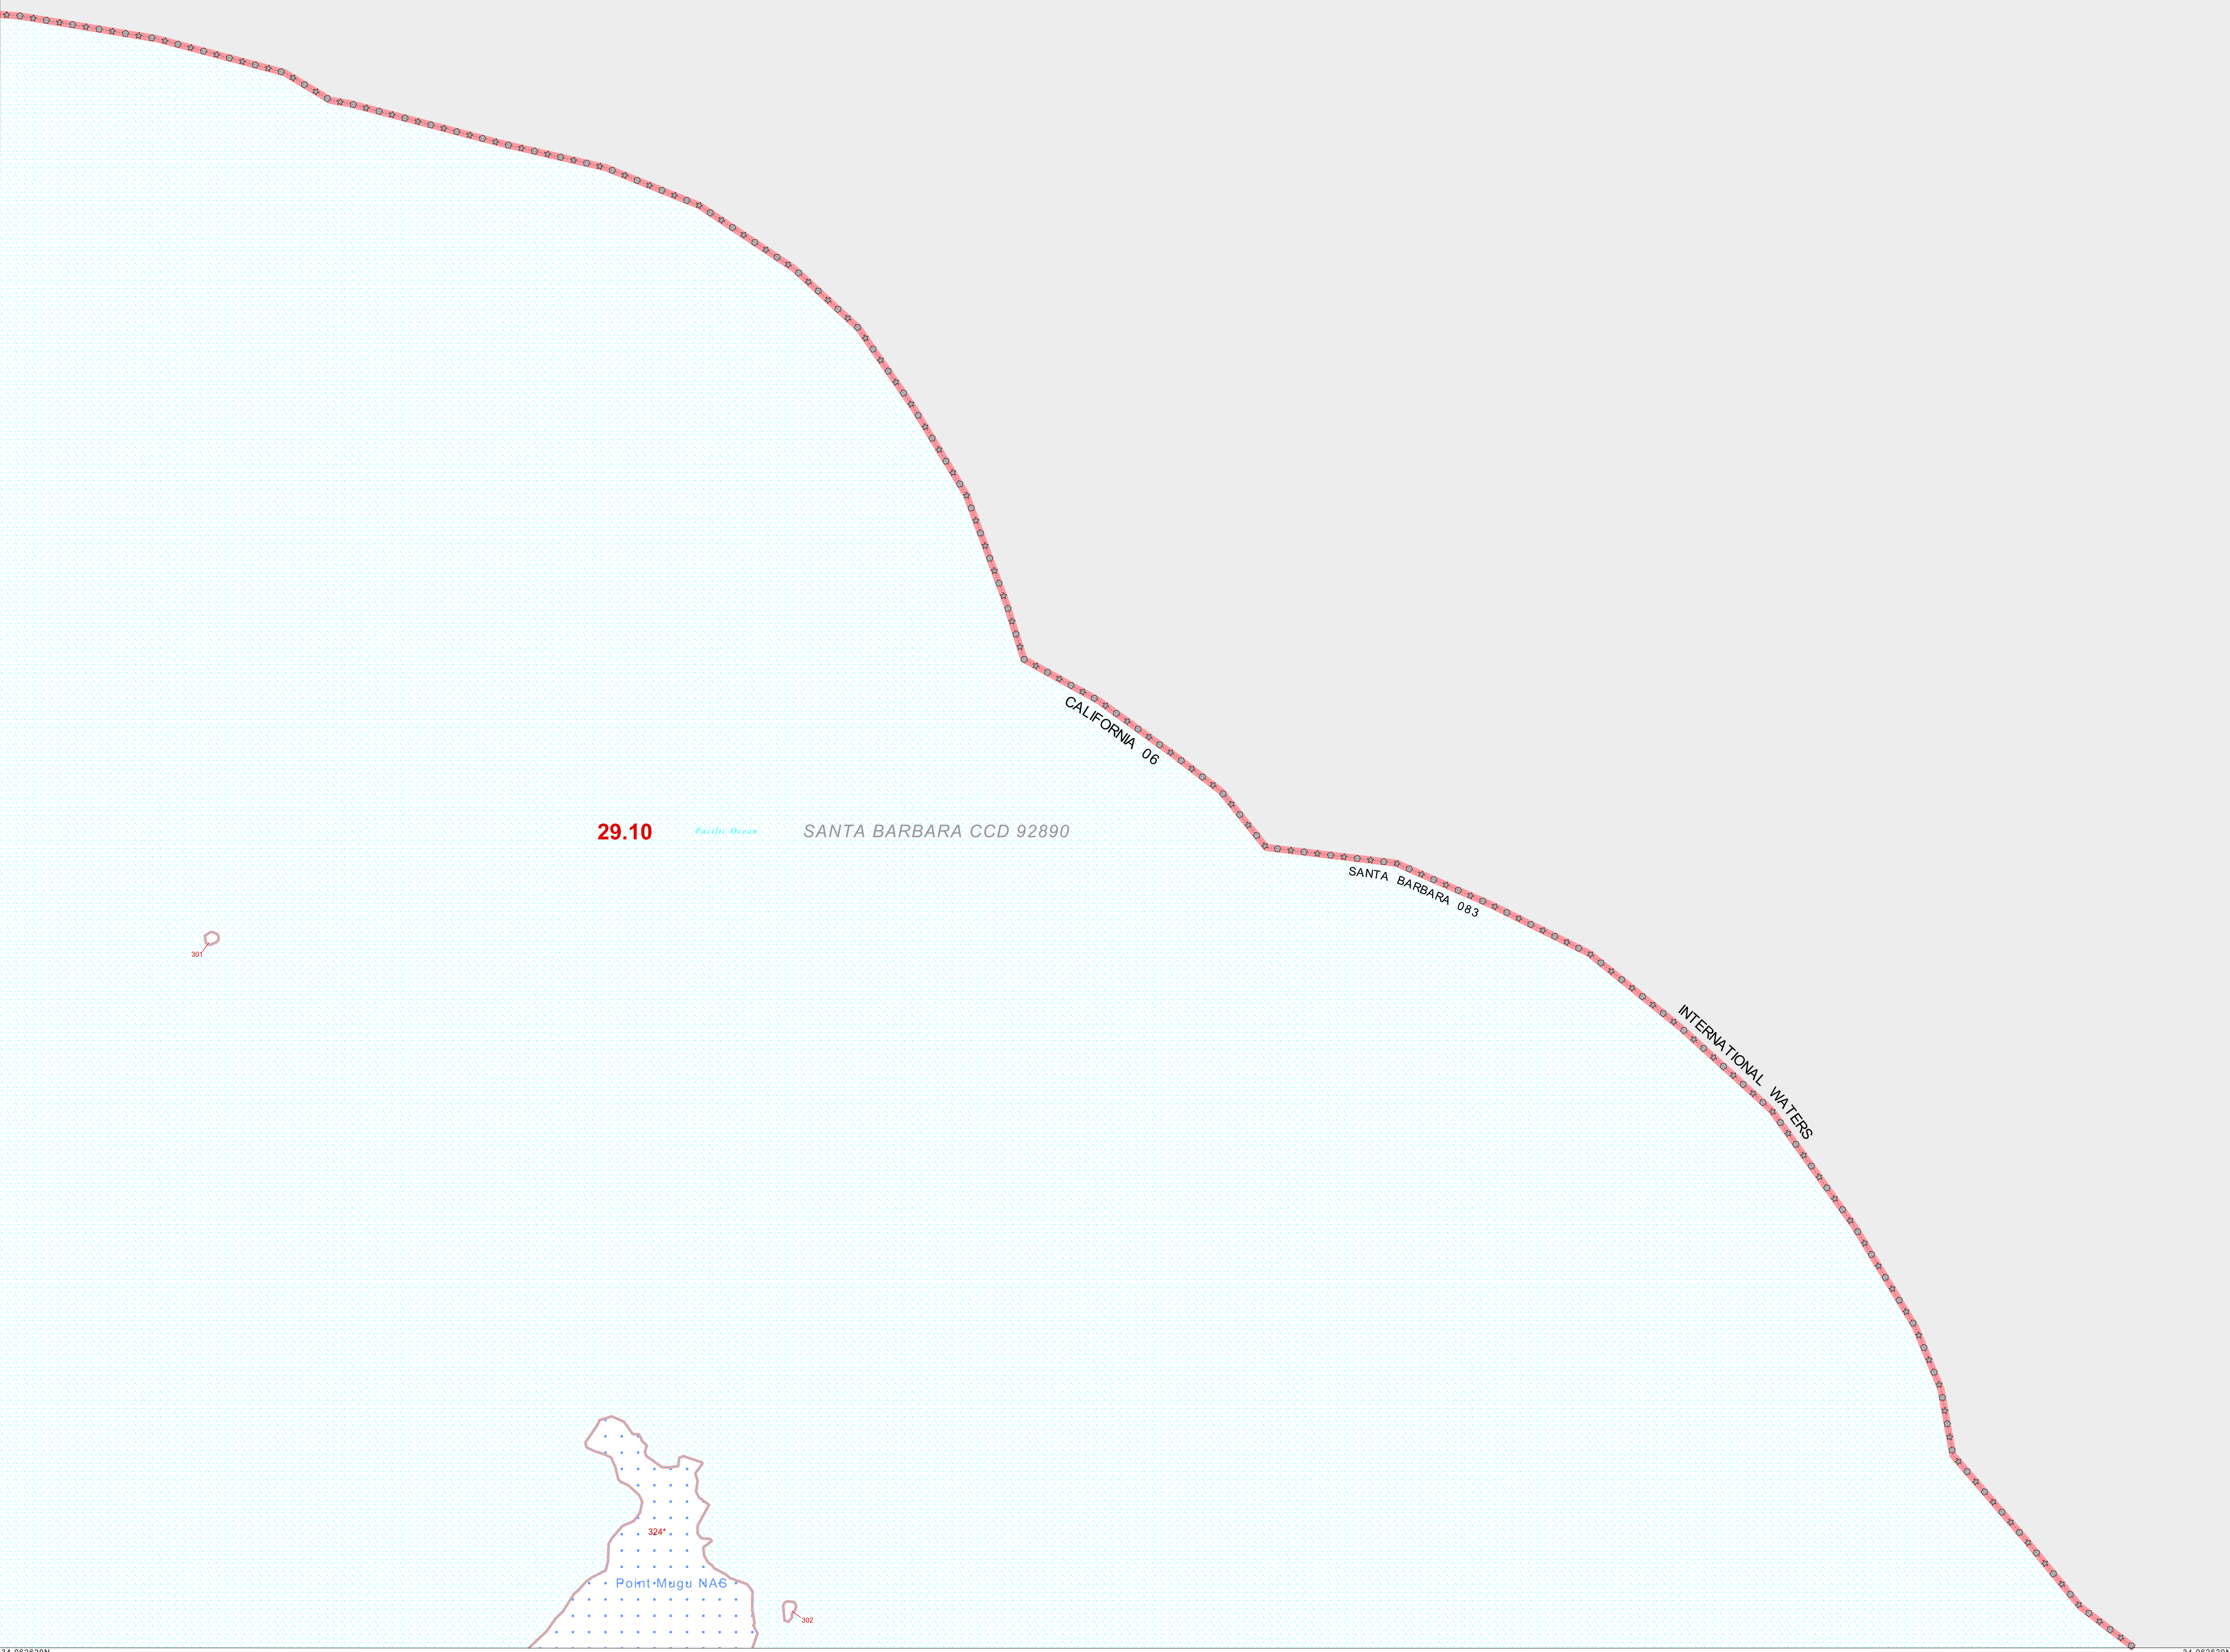 CALIFORNIA 06
29.10
Pacific Ocean
SANTA BARBARA CCD 92890
SANTA BARBARA 083
301
INTERNATIONAL WATERS
324*
Point Mugu NAS
302